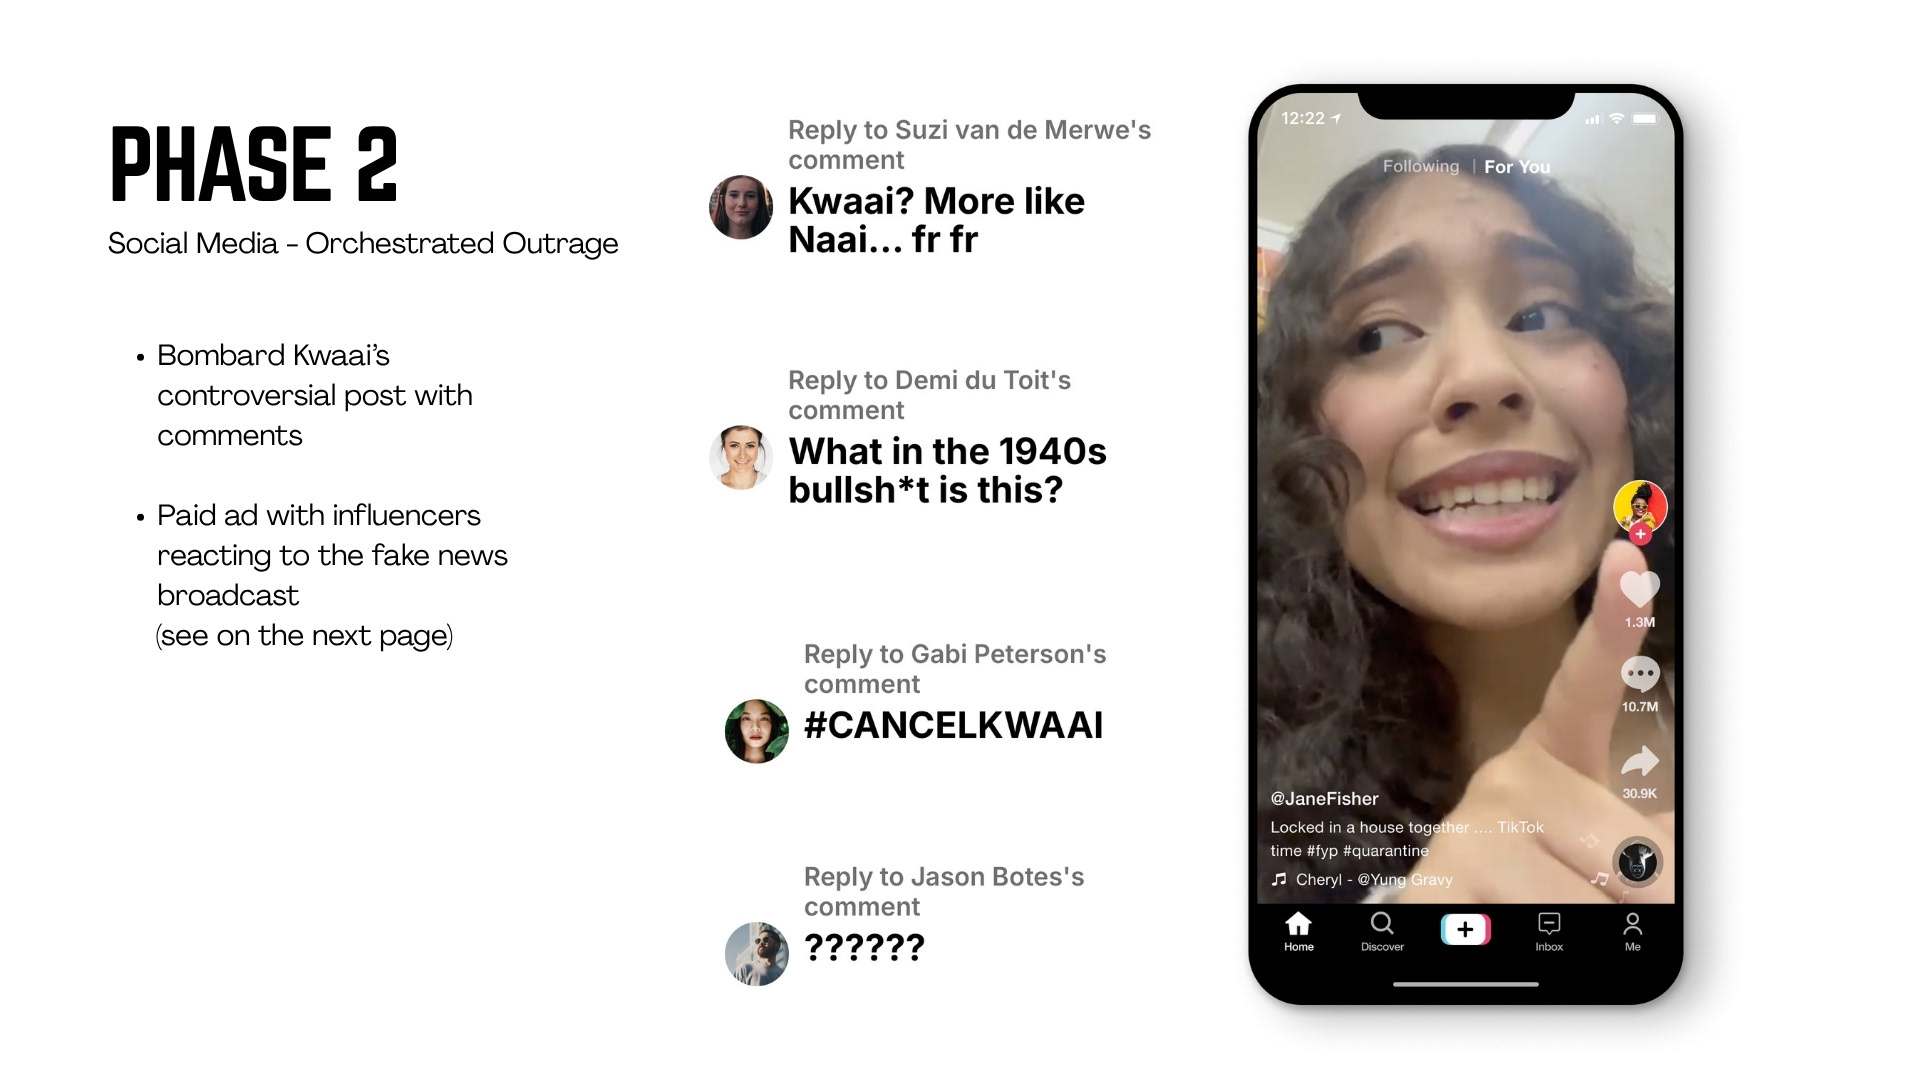 PHASE 2
Social Media - Orchestrated Outrage
• Bombard Kwaai’s
controversial post with
comments
• Paid ad with influencers
reacting to the fake news
broadcast
(see on the next page)
Reply to Suzi van de Merwe's
comment
Kwaai? More like
Naai... fr fr
Reply to Demi du Toit's
comment
What in the 1940s
bullsh*t is this?
Reply to Gabi Peterson's
comment
#CANCELKWAAI
Reply to Jason Botes's
comment
??????
12:22
Following | For You
1.3M
10.7M
30.9K
@JaneFisher
Locked in a house together .... TikTok
time #fyp #quarantine
Cheryl - @Yung Gravy
Home Discover Inbox Me